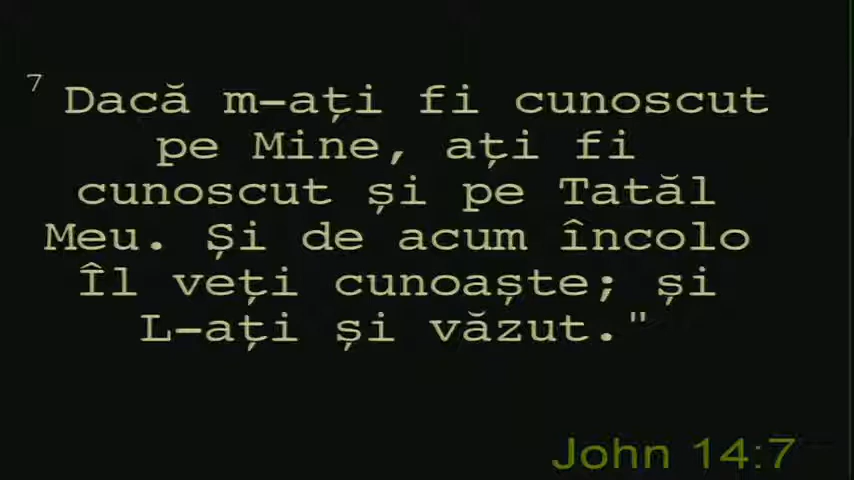 7
Dacă m-ați fi cunoscut
pe Mine, ați fi
cunoscut și pe Tatăl
Meu. Și de acum încolo
Îl veți cunoaște; și
L-ați și văzut."
John 14:7